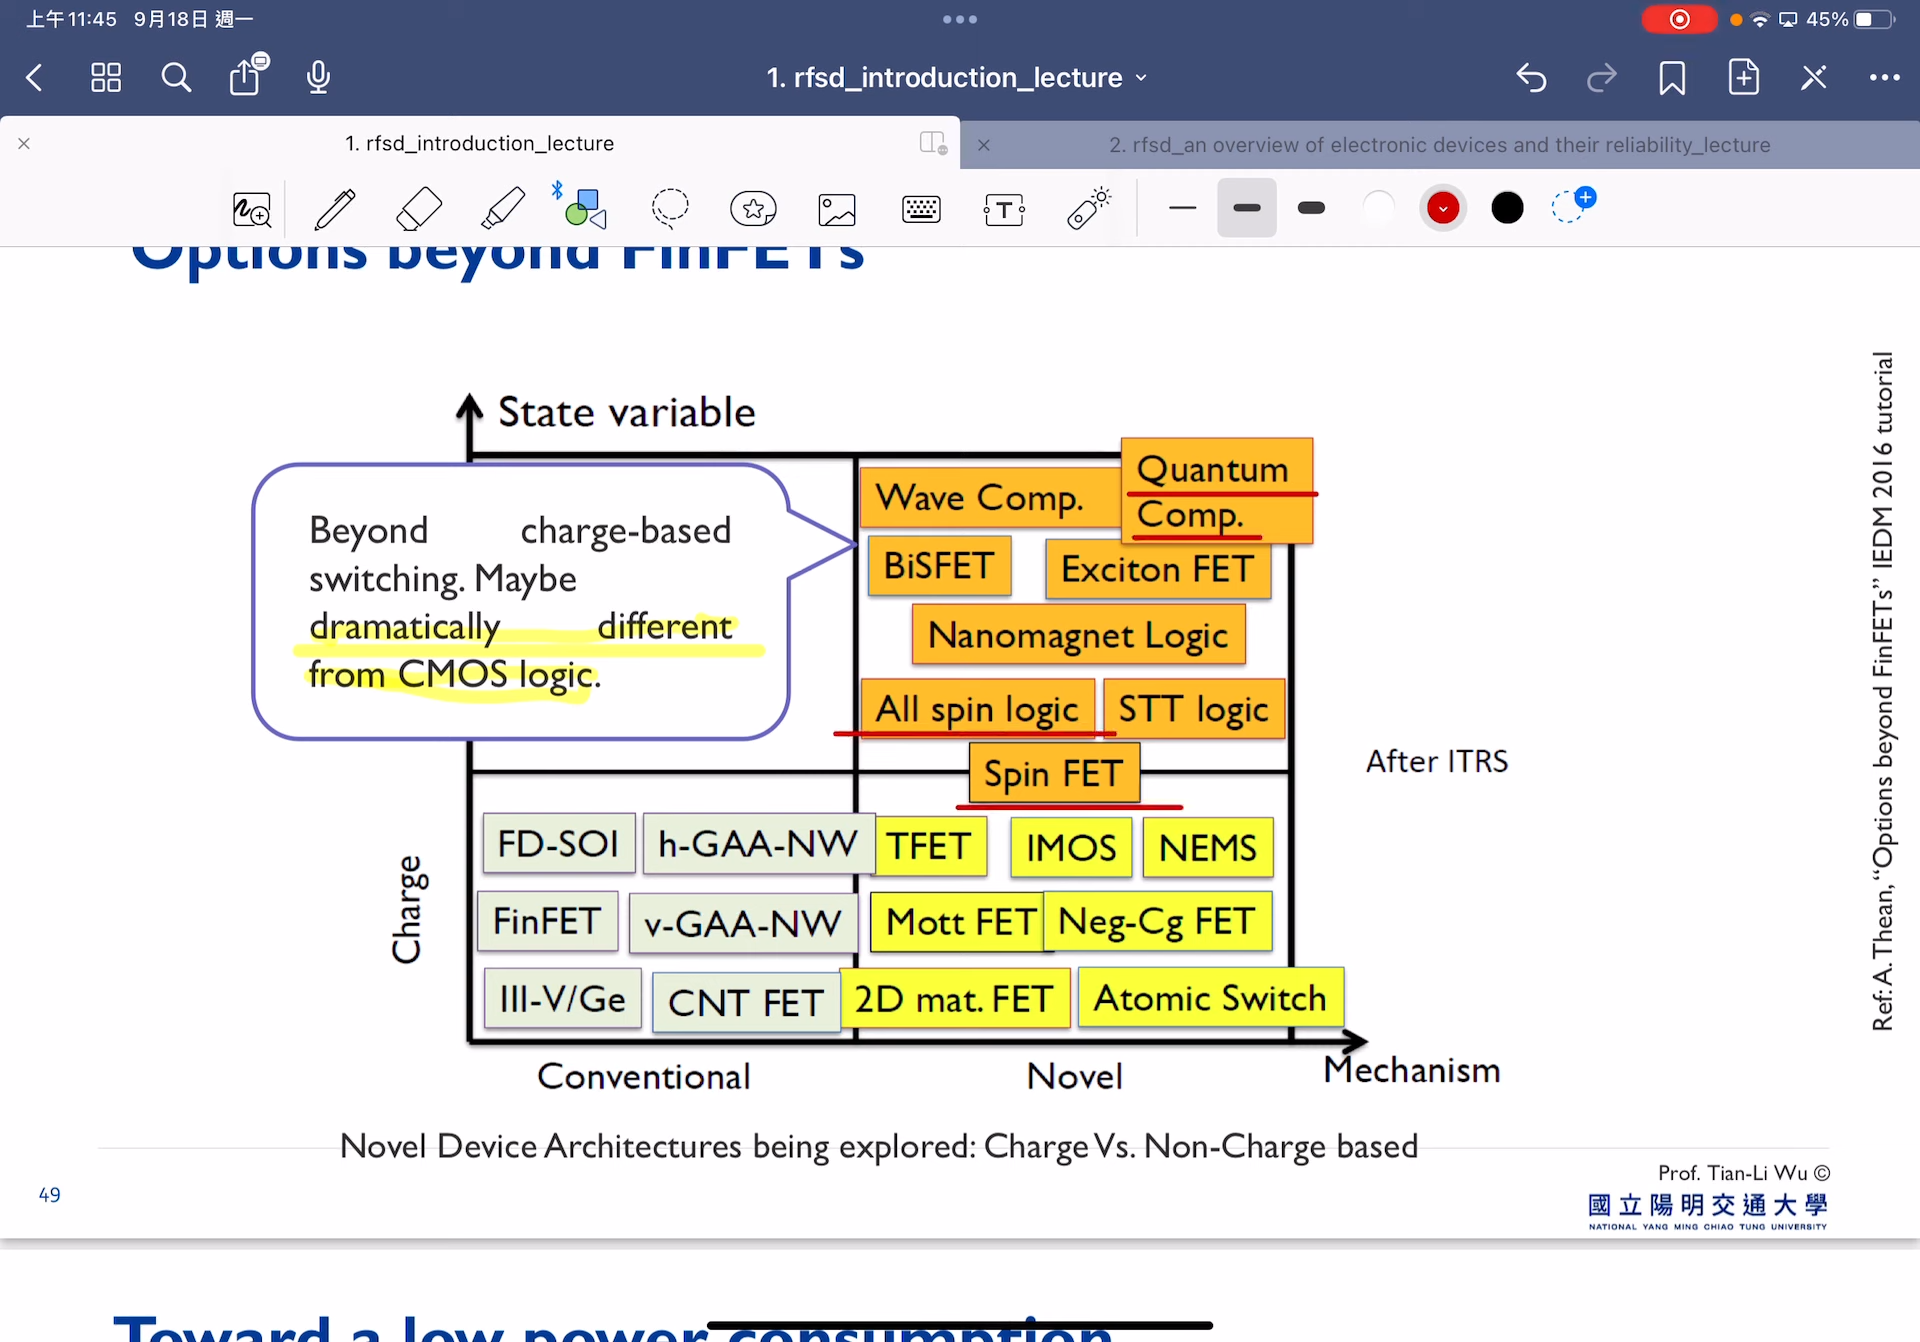 上午11:45 9月18日 週一
45%
1. rfsd_introduction_lecture
1. rfsd_introduction_lecture
2. rfsd_an overview of electronic devices and their reliability_lecture
T
Options beyond FinFETs
State variable
Beyond charge-based
switching. Maybe
dramatically different
from CMOS logic.
Wave Comp.
Quantum
Comp.
BiSFET
Exciton FET
Nanomagnet Logic
All spin logic
STT logic
Spin FET
After ITRS
Charge
FD-SOI
h-GAA-NW
TFET
IMOS
NEMS
FinFET
v-GAA-NW
Mott FET
Neg-Cg FET
III-V/Ge
CNT FET
2D mat. FET
Atomic Switch
Conventional
Novel
Mechanism
Novel Device Architectures being explored: Charge Vs. Non-Charge based
Ref: A. Thean, “Options beyond FinFETs” IEDM 2016 tutorial
49
Prof. Tian-Li Wu ©
國立陽明交通大學
NATIONAL YANG MING CHIAO TUNG UNIVERSITY
Toward a low power consumption